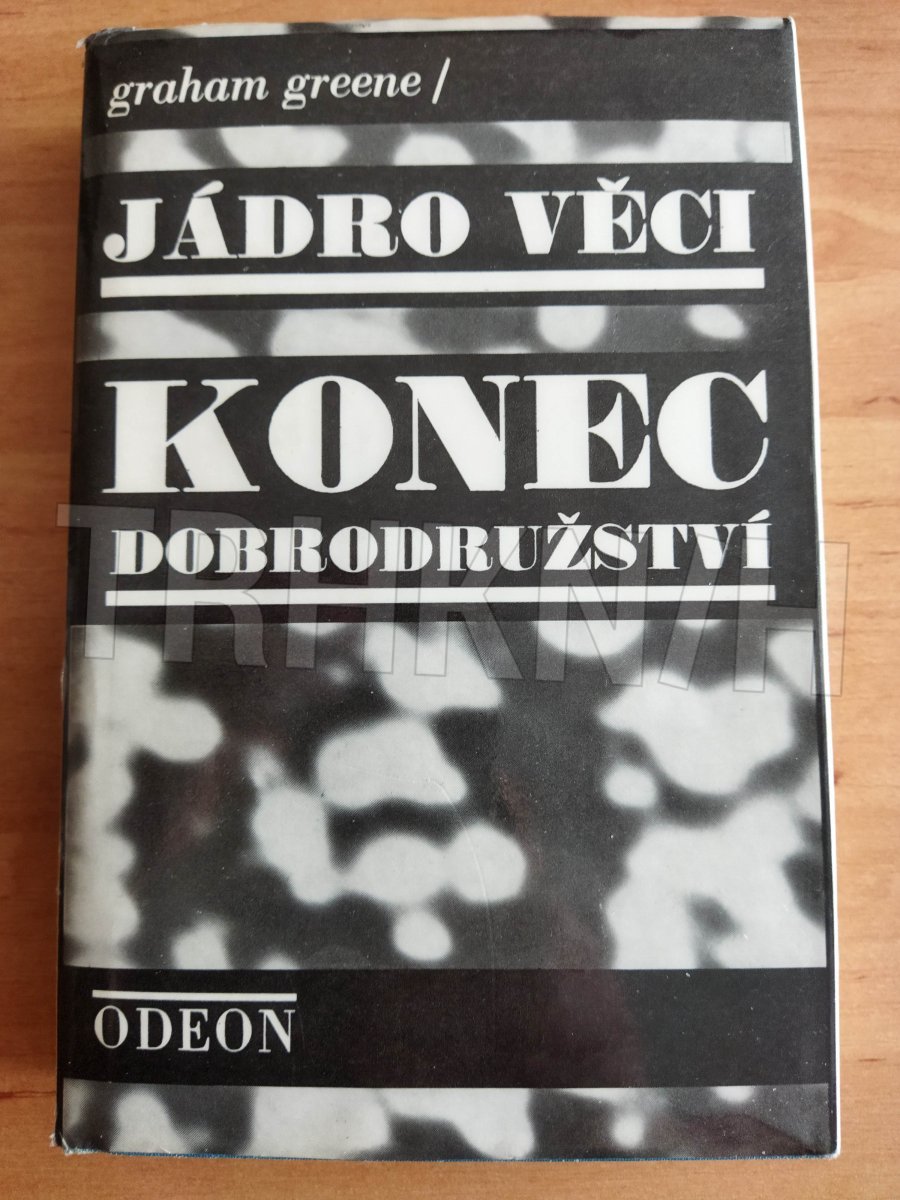 graham greene /
JÁDRO VĚCI
KONEC
DOBRODRUŽSTVÍ
TRHKNIH
ODEON